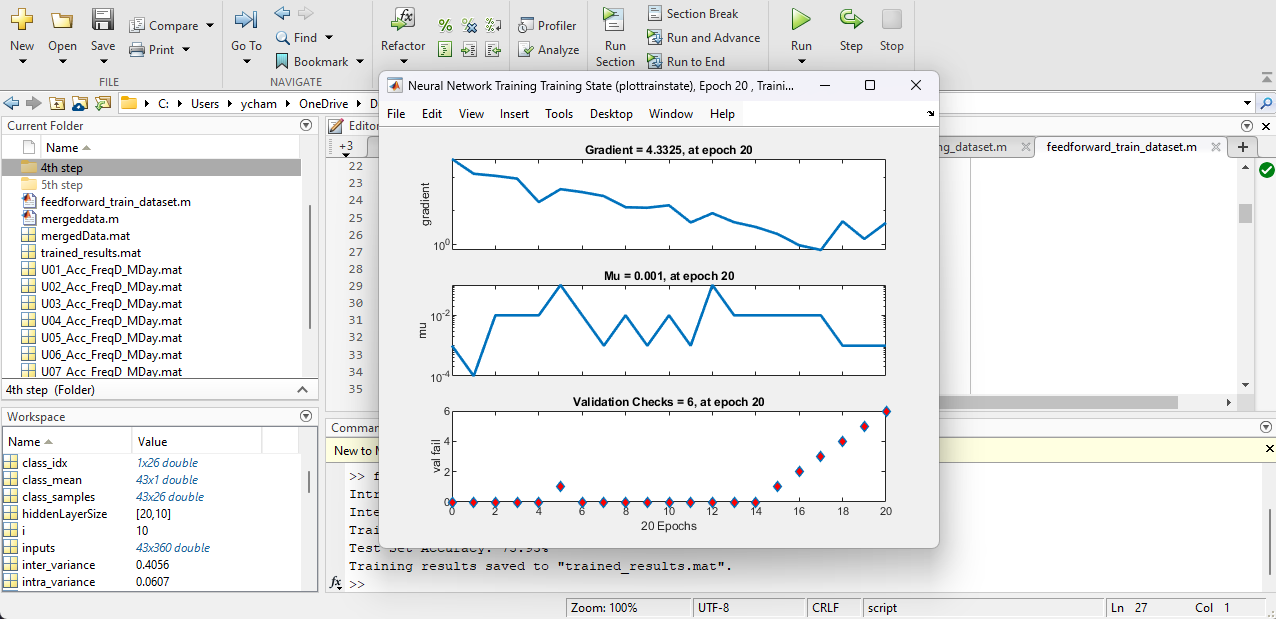 New
Open
Save
Compare
Print
FILE
Go To
Find
Bookmark
NAVIGATE
Refactor
Profiler
Analyze
Run
Section
Section Break
Run and Advance
Run to End
Run
Step
Stop
C:
Users
ycham
OneDrive
D
Current Folder
Name
4th step
5th step
feedforward_train_dataset.m
mergeddata.m
mergedData.mat
trained_results.mat
U01_Acc_FreqD_MDay.mat
U02_Acc_FreqD_MDay.mat
U03_Acc_FreqD_MDay.mat
U04_Acc_FreqD_MDay.mat
U05_Acc_FreqD_MDay.mat
U06_Acc_FreqD_MDay.mat
U07_Acc_FreqD_MDay.mat
4th step (Folder)
Workspace
Name Value
class_idx 1x26 double
class_mean 43x1 double
class_samples 43x26 double
hiddenLayerSize [20,10]
i 10
inputs 43x360 double
inter_variance 0.4056
intra_variance 0.0607
Editor
+3
ng_dataset.m
feedforward_train_dataset.m
22
23
24
25
26
27
28
29
30
31
32
33
34
35
Neural Network Training Training State (plottrainstate), Epoch 20 , Traini...
File Edit View Insert Tools Desktop Window Help
Gradient = 4.3325, at epoch 20
gradient
10^0
Mu = 0.001, at epoch 20
mu
10^-2
10^-4
Validation Checks = 6, at epoch 20
val fail
6
4
2
0
0 2 4 6 8 10 12 14 16 18 20
20 Epochs
Comman
New to M
>> f
Intr
Inte
Trai
Test Set Accuracy: 75.93%
Training results saved to "trained_results.mat".
fx >>
Zoom: 100% UTF-8 CRLF script Ln 27 Col 1